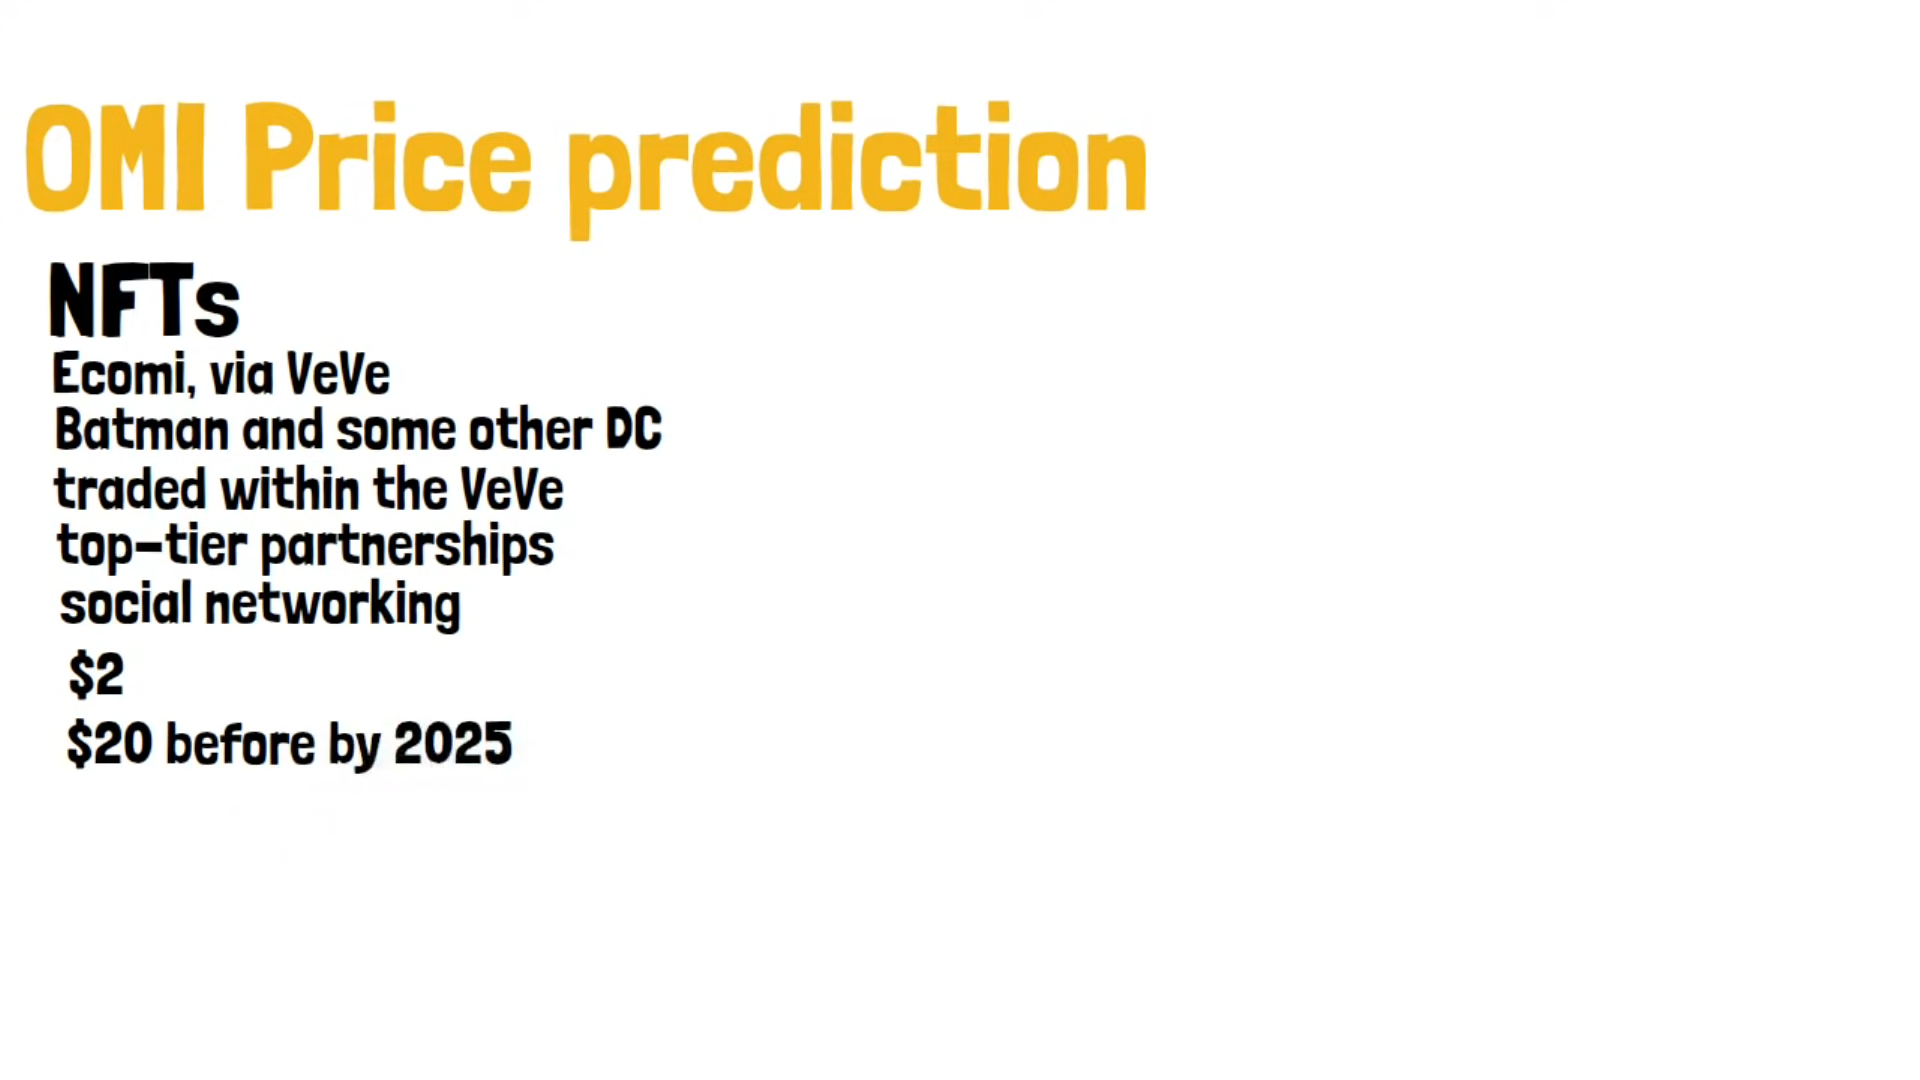 OMI Price prediction
NFTs
Ecomi, via VeVe
Batman and some other DC
traded within the VeVe
top-tier partnerships
social networking
$2
$20 before by 2025